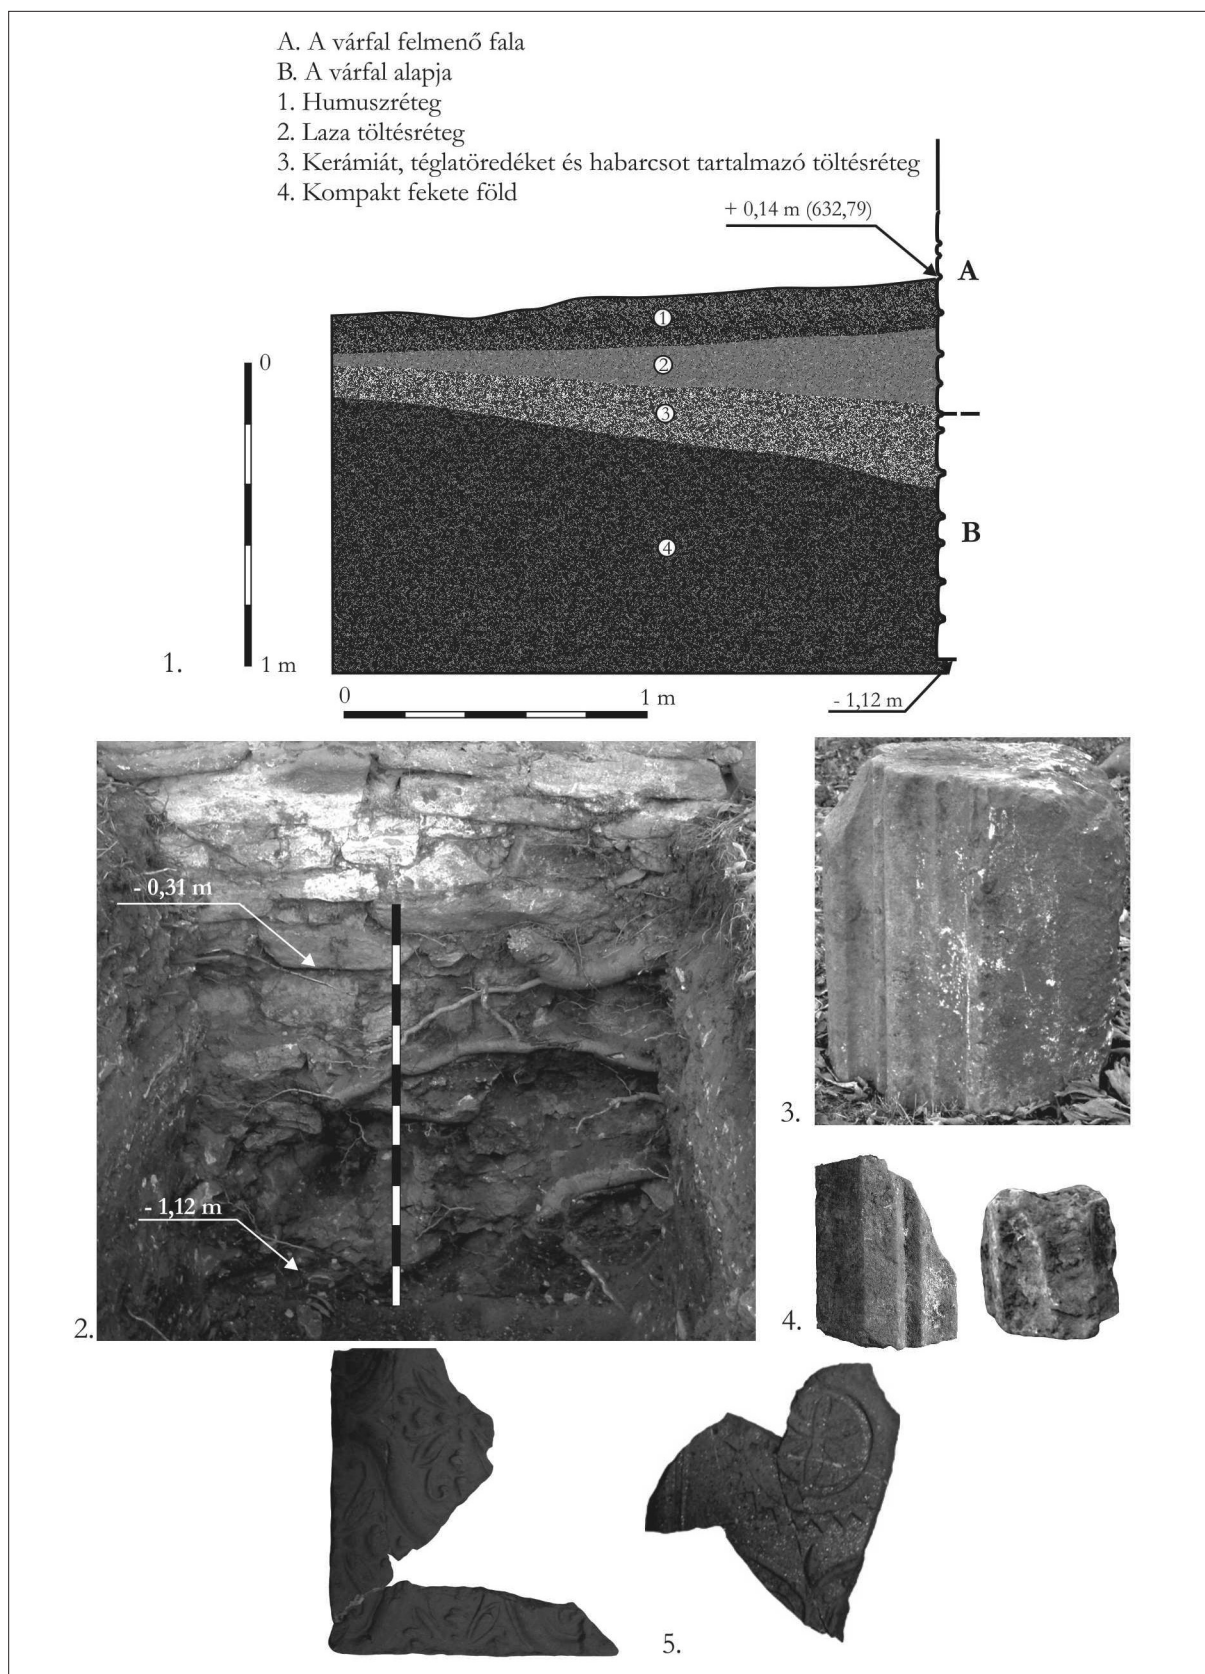 A. A várfal felmenő fala
B. A várfal alapja
1. Humuszréteg
2. Laza töltésréteg
3. Kerámiát, téglatöredéket és habarcsot tartalmazó töltésréteg
4. Kompakt fekete föld
+ 0,14 m (632,79)
A
1
0
2
3
B
4
1.
1 m
0
1 m
- 1,12 m
- 0,31 m
- 1,12 m
2.
3.
4.
5.